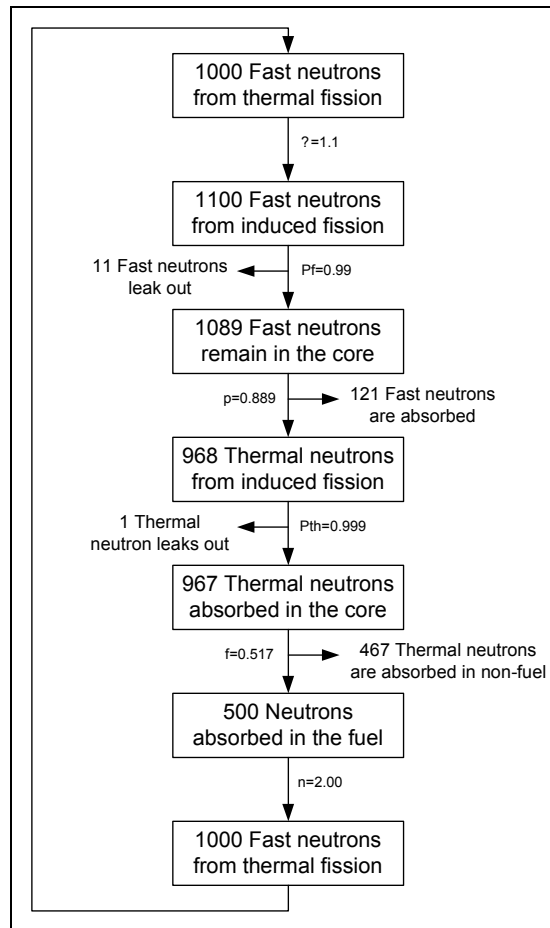 1000 Fast neutrons
from thermal fission
?=1.1
1100 Fast neutrons
from induced fission
11 Fast neutrons
leak out
Pf=0.99
1089 Fast neutrons
remain in the core
p=0.889
121 Fast neutrons
are absorbed
968 Thermal neutrons
from induced fission
1 Thermal
neutron leaks out
Pth=0.999
967 Thermal neutrons
absorbed in the core
f=0.517
467 Thermal neutrons
are absorbed in non-fuel
500 Neutrons
absorbed in the fuel
n=2.00
1000 Fast neutrons
from thermal fission